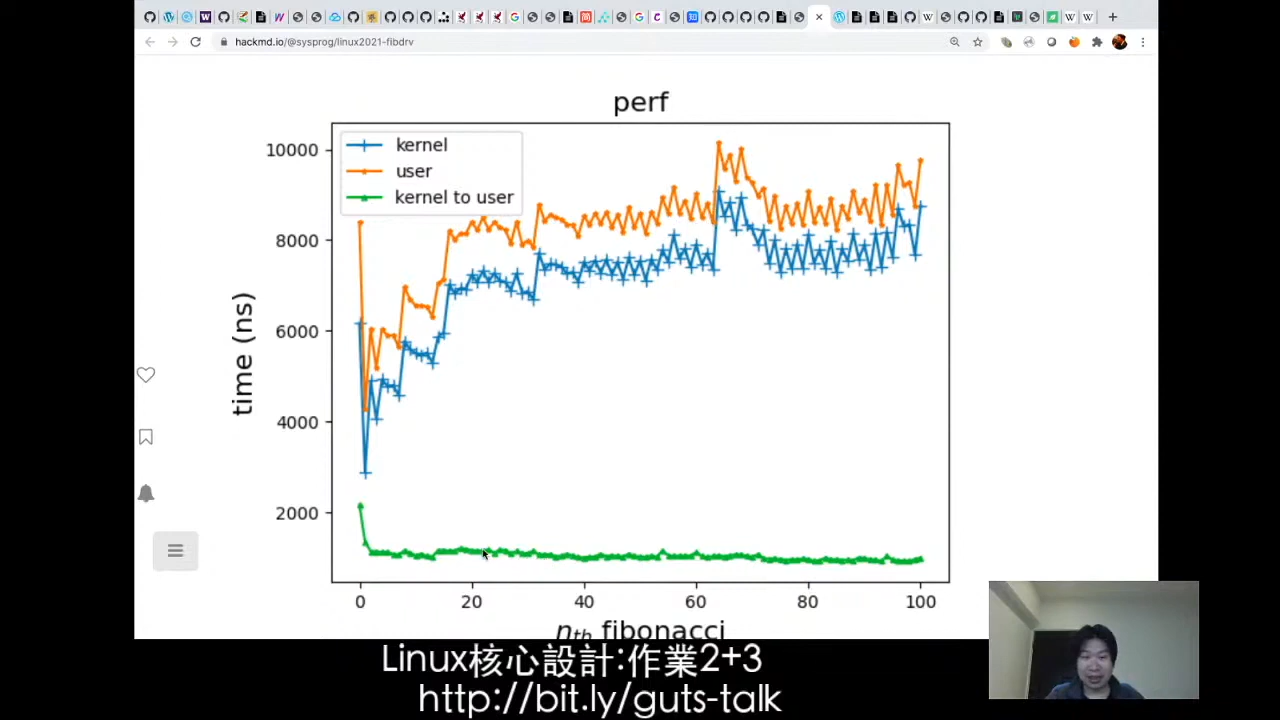 hackmd.io/@sysprog/linux2021-fibdrv
perf
kernel
user
kernel to user
10000
8000
6000
4000
2000
time (ns)
0 20 40 60 80 100
nth fibonacci
Linux核心設計:作業2+3
http://bit.ly/guts-talk